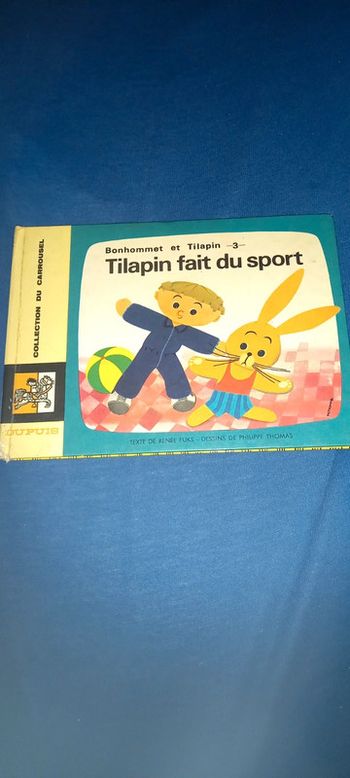 Bonhommet et Tilapin -3-
Tilapin fait du sport
COLLECTION DU CARROUSEL
DUPUIS
TEXTE DE RENÉE FUKS - DESSINS DE PHILIPPE THOMAS